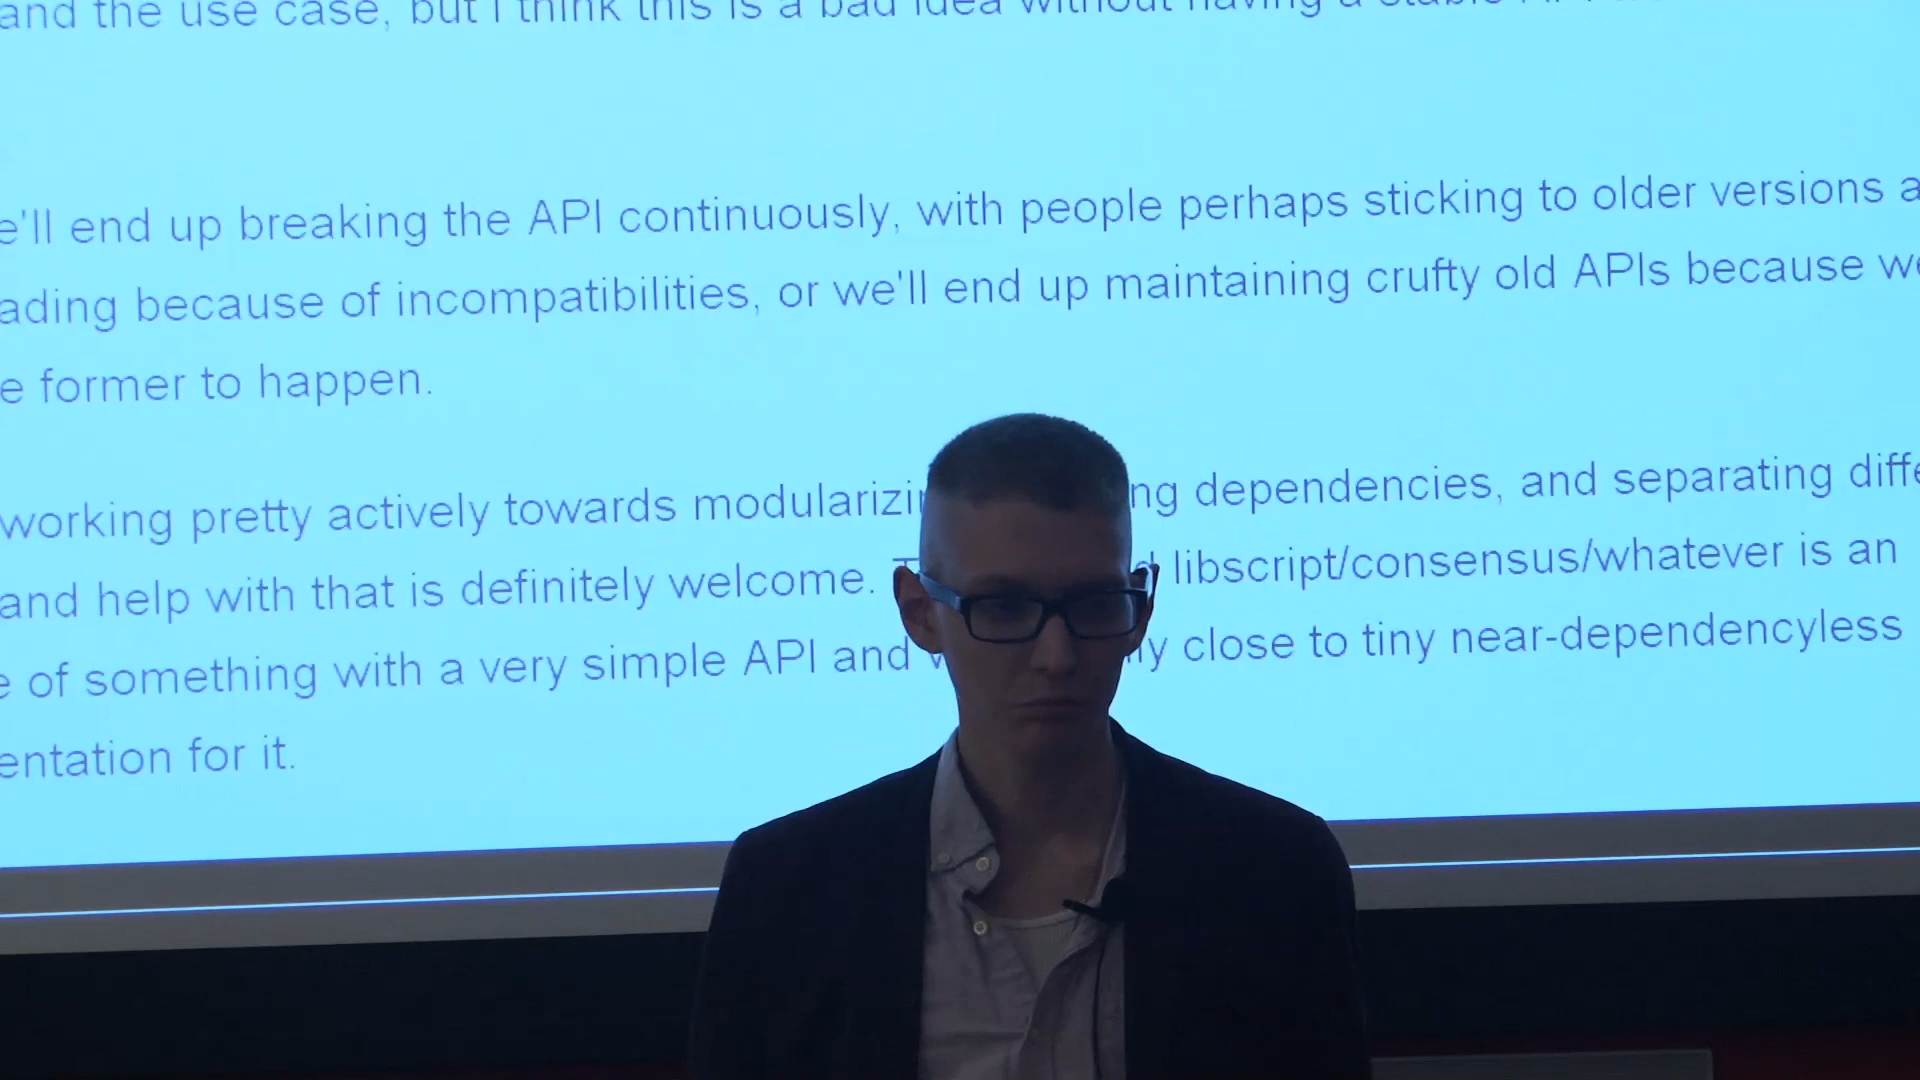 and the use case, but I think this is a bad idea without having a stable API
e'll end up breaking the API continuously, with people perhaps sticking to older versions a
ading because of incompatibilities, or we'll end up maintaining crufty old APIs because we
e former to happen.
working pretty actively towards modularizi ng dependencies, and separating diffe
and help with that is definitely welcome. d libscript/consensus/whatever is an
e of something with a very simple API and ly close to tiny near-dependencyless
entation for it.